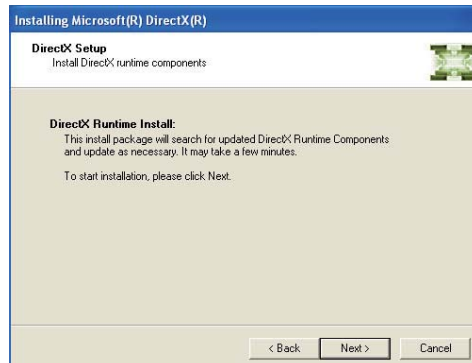 Installing Microsoft(R) DirectX(R)
DirectX Setup
Install DirectX runtime components
DirectX Runtime Install:
This install package will search for updated DirectX Runtime Components
and update as necessary. It may take a few minutes.
To start installation, please click Next.
< Back Next > Cancel